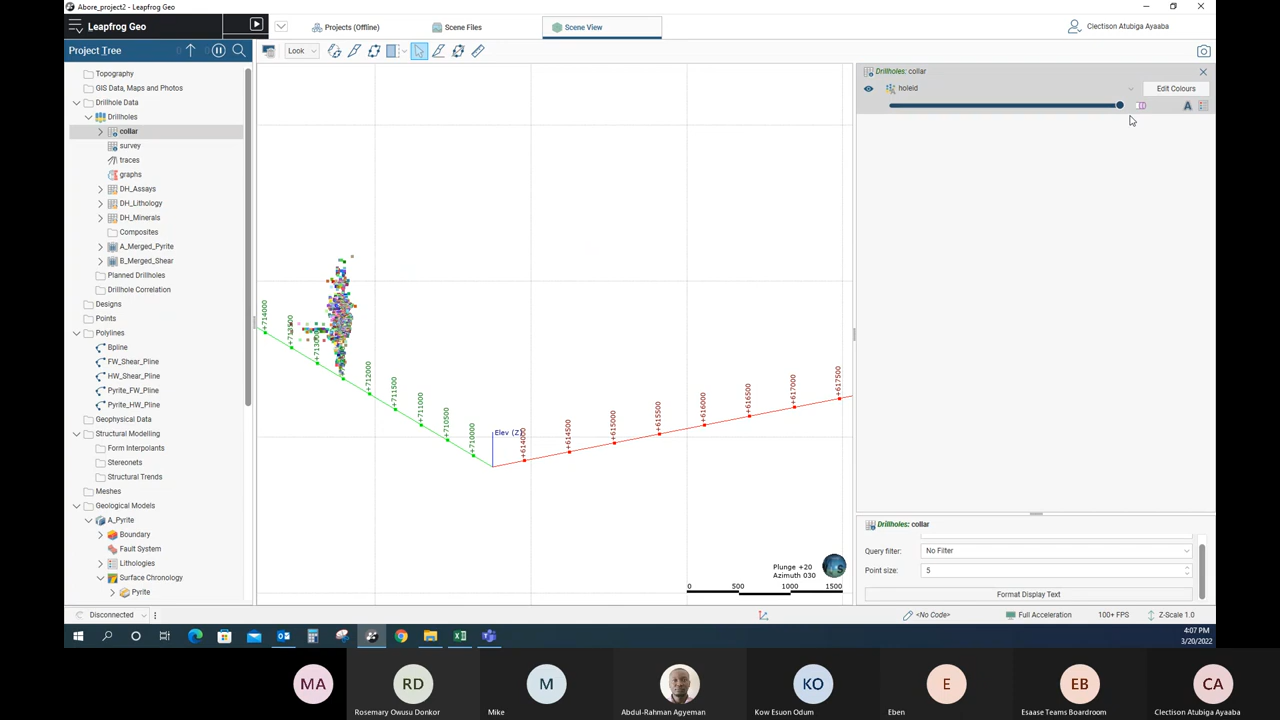 Abore_project2 - Leapfrog Geo
Leapfrog Geo
Projects (Offline)
Scene Files
Scene View
Clectison Atubiga Ayaaba
Project Tree
Look
Topography
GIS Data, Maps and Photos
Drillhole Data
Drillholes
collar
survey
traces
graphs
DH_Assays
DH_Lithology
DH_Minerals
Composites
A_Merged_Pyrite
B_Merged_Shear
Planned Drillholes
Drillhole Correlation
Designs
Points
Polylines
Bpline
FW_Shear_Pline
HW_Shear_Pline
Pyrite_FW_Pline
Pyrite_HW_Pline
Geophysical Data
Structural Modelling
Form Interpolants
Stereonets
Structural Trends
Meshes
Geological Models
A_Pyrite
Boundary
Fault System
Lithologies
Surface Chronology
Pyrite
+714000
+713500
+713000
+712000
+711500
+711000
+710500
+710000
Elev (Z)
+614000
+614500
+615000
+615500
+616000
+616500
+617000
+617500
Plunge +20
Azimuth 030
0 500 1000 1500
Drillholes: collar
holeid
Edit Colours
A
Drillholes: collar
Query filter: No Filter
Point size: 5
Format Display Text
Disconnected
<No Code>
Full Acceleration
100+ FPS
Z-Scale 1.0
4:07 PM
3/20/2022
MA
RD
Rosemary Owusu Donkor
M
Mike
Abdul-Rahman Agyeman
KO
Kow Esuon Odum
E
Eben
EB
Esaase Teams Boardroom
CA
Clectison Atubiga Ayaaba